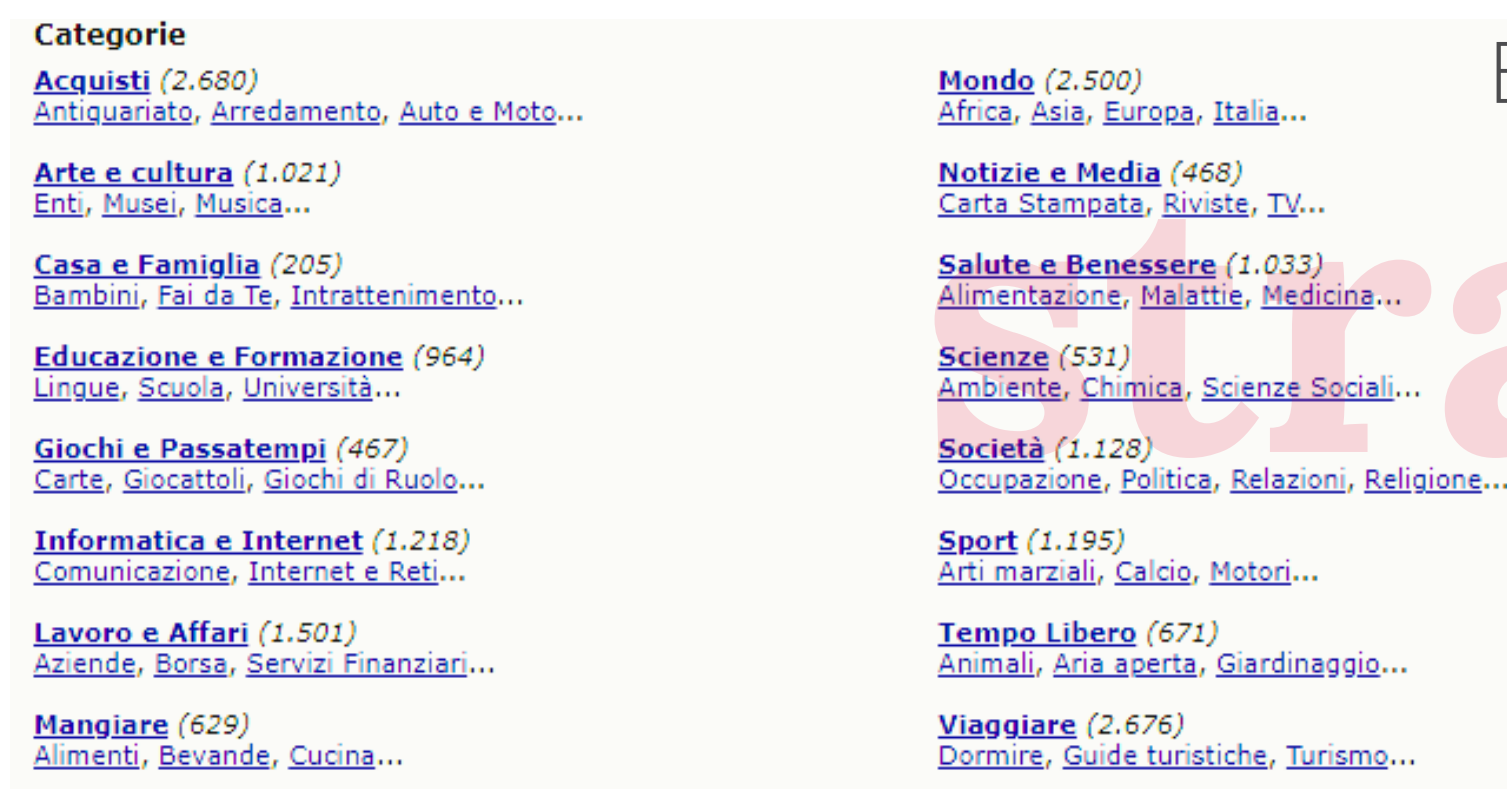 Categorie
Acquisti (2.680)
Antiquariato, Arredamento, Auto e Moto...
Arte e cultura (1.021)
Enti, Musei, Musica...
Casa e Famiglia (205)
Bambini, Fai da Te, Intrattenimento...
Educazione e Formazione (964)
Lingue, Scuola, Università...
Giochi e Passatempi (467)
Carte, Giocattoli, Giochi di Ruolo...
Informatica e Internet (1.218)
Comunicazione, Internet e Reti...
Lavoro e Affari (1.501)
Aziende, Borsa, Servizi Finanziari...
Mangiare (629)
Alimenti, Bevande, Cucina...
Mondo (2.500)
Africa, Asia, Europa, Italia...
Notizie e Media (468)
Carta Stampata, Riviste, TV...
Salute e Benessere (1.033)
Alimentazione, Malattie, Medicina...
Scienze (531)
Ambiente, Chimica, Scienze Sociali...
Società (1.128)
Occupazione, Politica, Relazioni, Religione...
Sport (1.195)
Arti marziali, Calcio, Motori...
Tempo Libero (671)
Animali, Aria aperta, Giardinaggio...
Viaggiare (2.676)
Dormire, Guide turistiche, Turismo...